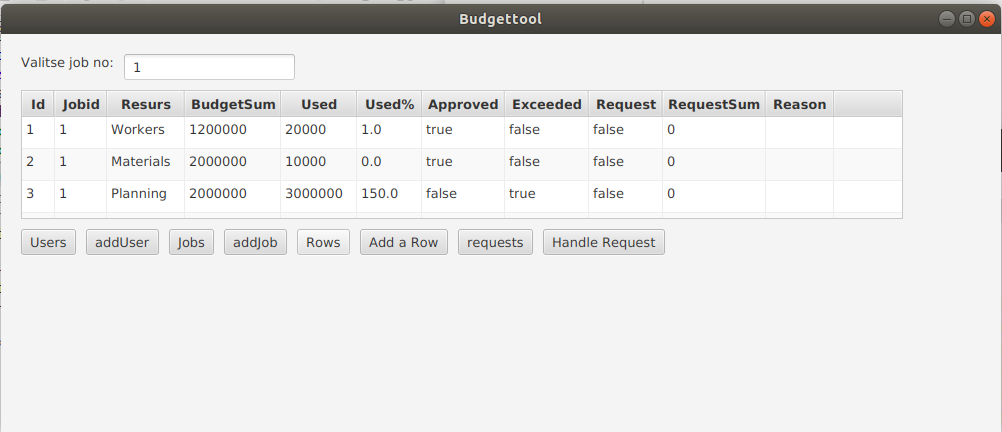 Budgettool
Valitse job no: 1
Id Jobid Resurs BudgetSum Used Used% Approved Exceeded Request RequestSum Reason
1 1 Workers 1200000 20000 1.0 true false false 0
2 1 Materials 2000000 10000 0.0 true false false 0
3 1 Planning 2000000 3000000 150.0 false true false 0
Users addUser Jobs addJob Rows Add a Row requests Handle Request